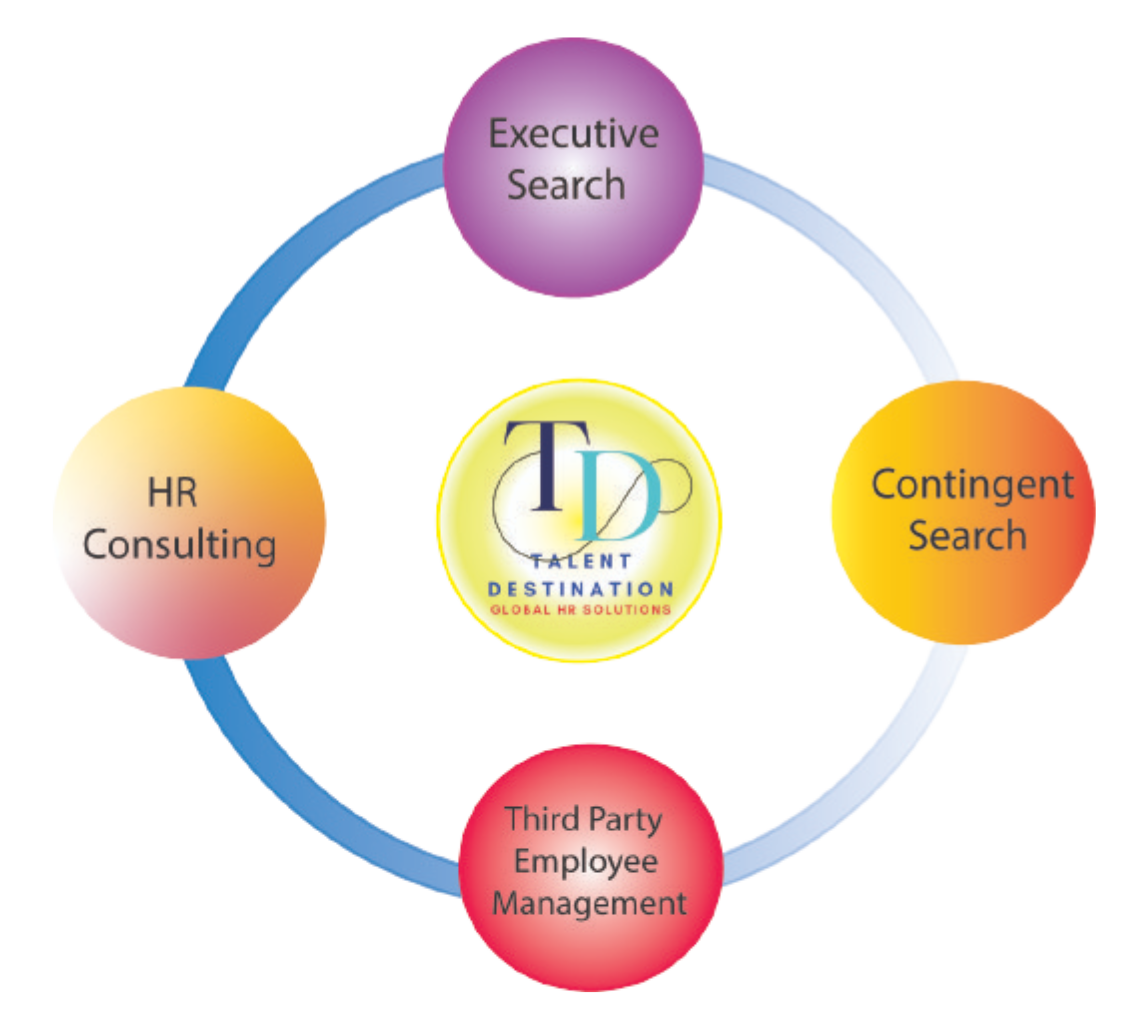 Executive
Search
HR
Consulting
TD
TALENT
DESTINATION
GLOBAL HR SOLUTIONS
Contingent
Search
Third Party
Employee
Management